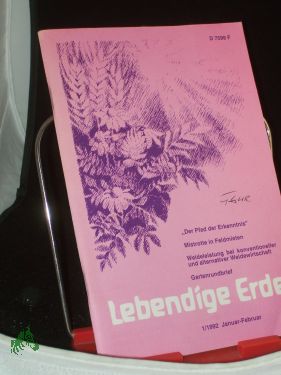 D 7096 F
„Der Pfad der Erkenntnis“
Mistrotte in Feldmieten
Weideleistung bei konventioneller
und alternativer Weidewirtschaft
Gartenrundbrief
Lebendige Erde
1/1992 Januar-Februar